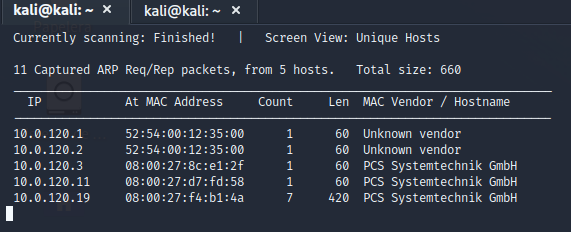 kali@kali: ~ × kali@kali: ~ ×
Currently scanning: Finished! | Screen View: Unique Hosts
11 Captured ARP Req/Rep packets, from 5 hosts. Total size: 660
IP At MAC Address Count Len MAC Vendor / Hostname
10.0.120.1 52:54:00:12:35:00 1 60 Unknown vendor
10.0.120.2 52:54:00:12:35:00 1 60 Unknown vendor
10.0.120.3 08:00:27:8c:e1:2f 1 60 PCS Systemtechnik GmbH
10.0.120.11 08:00:27:d7:fd:58 1 60 PCS Systemtechnik GmbH
10.0.120.19 08:00:27:f4:b1:4a 7 420 PCS Systemtechnik GmbH